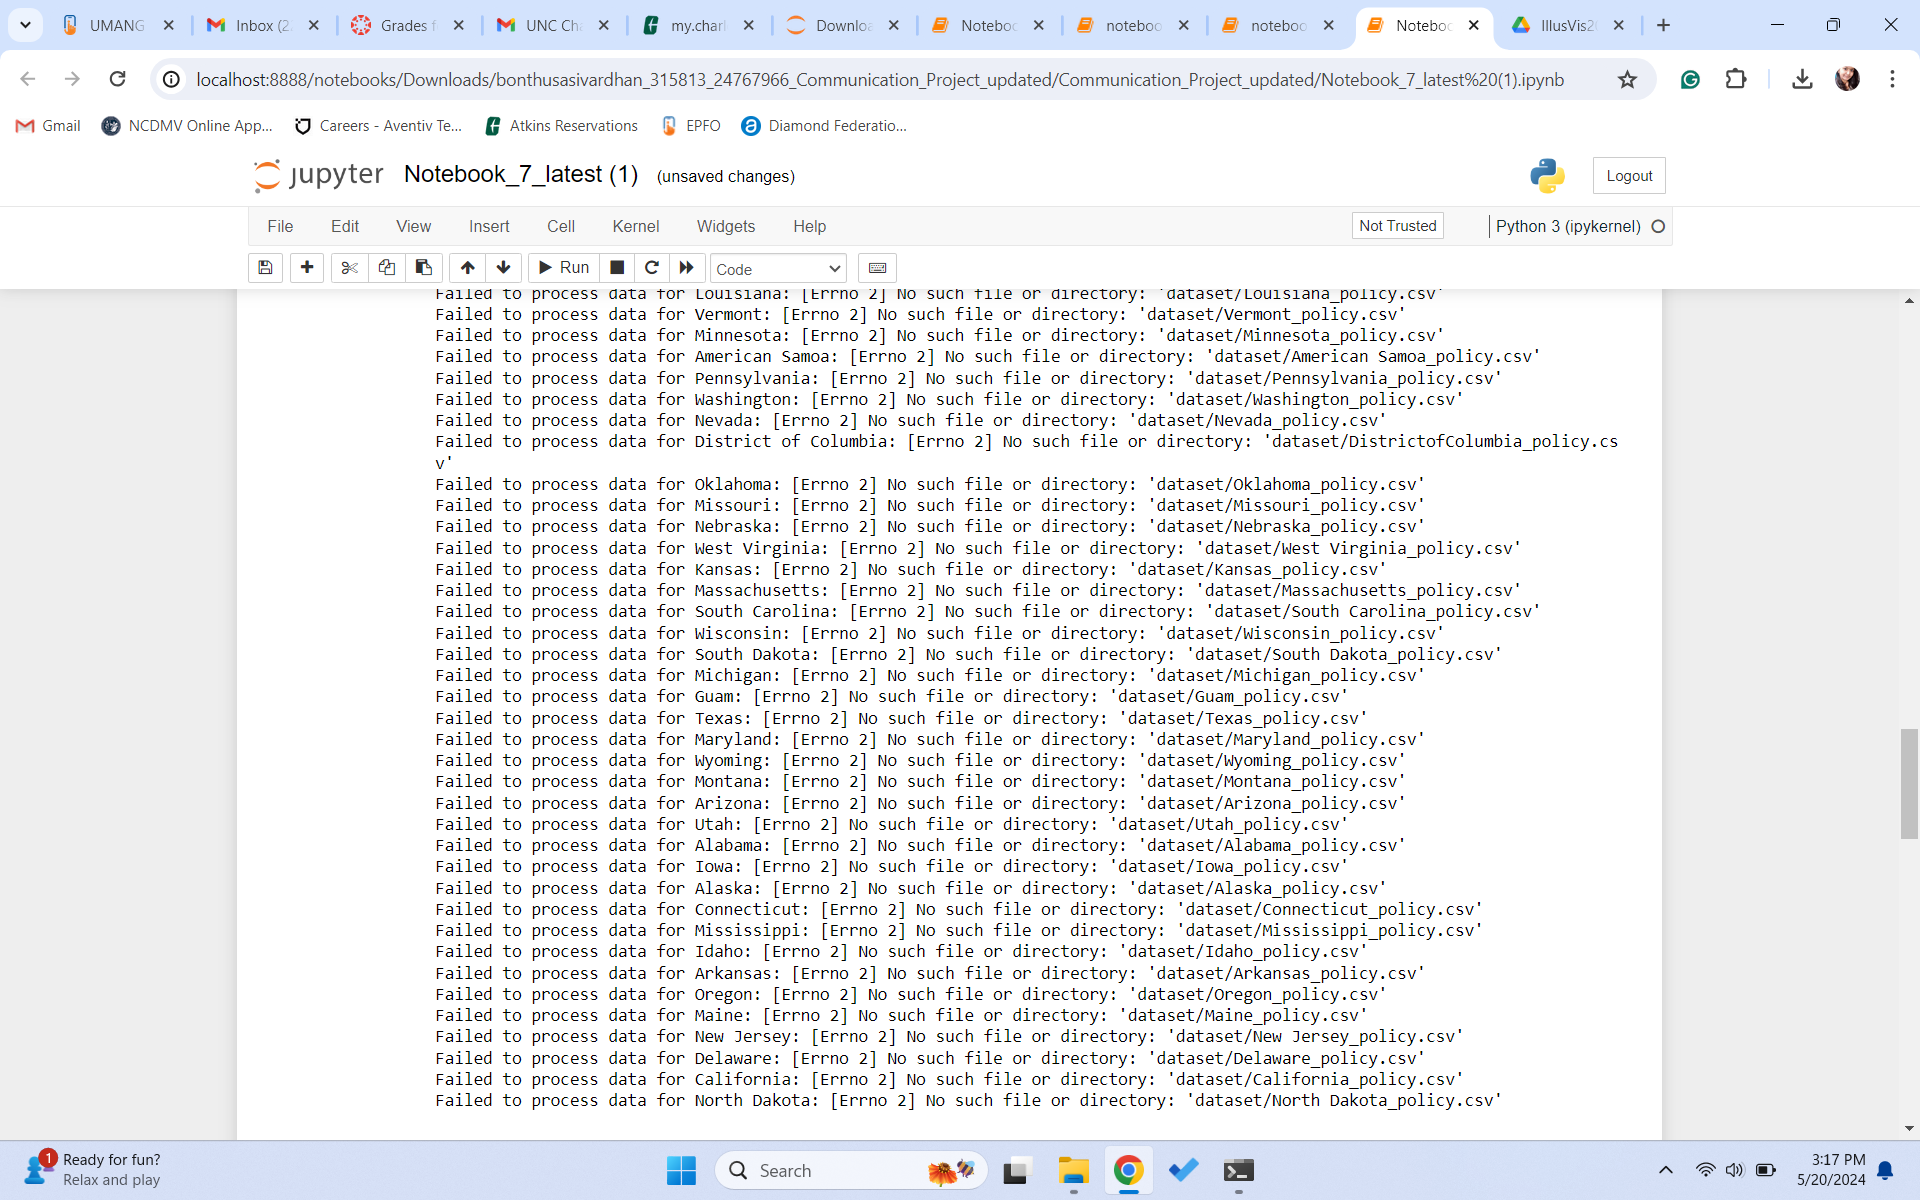 UMANG
Inbox (2
Grades f
UNC Cha
my.charl
Downloa
Noteboo
noteboo
noteboo
Noteboo
IllusVis20
localhost:8888/notebooks/Downloads/bonthusasivardhan_315813_24767966_Communication_Project_updated/Communication_Project_updated/Notebook_7_latest%20(1).ipynb
Gmail
NCDMV Online App...
Careers - Aventiv Te...
Atkins Reservations
EPFO
Diamond Federatio...
jupyter
Notebook_7_latest (1)
(unsaved changes)
Logout
File
Edit
View
Insert
Cell
Kernel
Widgets
Help
Not Trusted
Python 3 (ipykernel)
Run
Code
Failed to process data for Louisiana: [Errno 2] No such file or directory: 'dataset/Louisiana_policy.csv'
Failed to process data for Vermont: [Errno 2] No such file or directory: 'dataset/Vermont_policy.csv'
Failed to process data for Minnesota: [Errno 2] No such file or directory: 'dataset/Minnesota_policy.csv'
Failed to process data for American Samoa: [Errno 2] No such file or directory: 'dataset/American Samoa_policy.csv'
Failed to process data for Pennsylvania: [Errno 2] No such file or directory: 'dataset/Pennsylvania_policy.csv'
Failed to process data for Washington: [Errno 2] No such file or directory: 'dataset/Washington_policy.csv'
Failed to process data for Nevada: [Errno 2] No such file or directory: 'dataset/Nevada_policy.csv'
Failed to process data for District of Columbia: [Errno 2] No such file or directory: 'dataset/DistrictofColumbia_policy.cs
v'
Failed to process data for Oklahoma: [Errno 2] No such file or directory: 'dataset/Oklahoma_policy.csv'
Failed to process data for Missouri: [Errno 2] No such file or directory: 'dataset/Missouri_policy.csv'
Failed to process data for Nebraska: [Errno 2] No such file or directory: 'dataset/Nebraska_policy.csv'
Failed to process data for West Virginia: [Errno 2] No such file or directory: 'dataset/West Virginia_policy.csv'
Failed to process data for Kansas: [Errno 2] No such file or directory: 'dataset/Kansas_policy.csv'
Failed to process data for Massachusetts: [Errno 2] No such file or directory: 'dataset/Massachusetts_policy.csv'
Failed to process data for South Carolina: [Errno 2] No such file or directory: 'dataset/South Carolina_policy.csv'
Failed to process data for Wisconsin: [Errno 2] No such file or directory: 'dataset/Wisconsin_policy.csv'
Failed to process data for South Dakota: [Errno 2] No such file or directory: 'dataset/South Dakota_policy.csv'
Failed to process data for Michigan: [Errno 2] No such file or directory: 'dataset/Michigan_policy.csv'
Failed to process data for Guam: [Errno 2] No such file or directory: 'dataset/Guam_policy.csv'
Failed to process data for Texas: [Errno 2] No such file or directory: 'dataset/Texas_policy.csv'
Failed to process data for Maryland: [Errno 2] No such file or directory: 'dataset/Maryland_policy.csv'
Failed to process data for Wyoming: [Errno 2] No such file or directory: 'dataset/Wyoming_policy.csv'
Failed to process data for Montana: [Errno 2] No such file or directory: 'dataset/Montana_policy.csv'
Failed to process data for Arizona: [Errno 2] No such file or directory: 'dataset/Arizona_policy.csv'
Failed to process data for Utah: [Errno 2] No such file or directory: 'dataset/Utah_policy.csv'
Failed to process data for Alabama: [Errno 2] No such file or directory: 'dataset/Alabama_policy.csv'
Failed to process data for Iowa: [Errno 2] No such file or directory: 'dataset/Iowa_policy.csv'
Failed to process data for Alaska: [Errno 2] No such file or directory: 'dataset/Alaska_policy.csv'
Failed to process data for Connecticut: [Errno 2] No such file or directory: 'dataset/Connecticut_policy.csv'
Failed to process data for Mississippi: [Errno 2] No such file or directory: 'dataset/Mississippi_policy.csv'
Failed to process data for Idaho: [Errno 2] No such file or directory: 'dataset/Idaho_policy.csv'
Failed to process data for Arkansas: [Errno 2] No such file or directory: 'dataset/Arkansas_policy.csv'
Failed to process data for Oregon: [Errno 2] No such file or directory: 'dataset/Oregon_policy.csv'
Failed to process data for Maine: [Errno 2] No such file or directory: 'dataset/Maine_policy.csv'
Failed to process data for New Jersey: [Errno 2] No such file or directory: 'dataset/New Jersey_policy.csv'
Failed to process data for Delaware: [Errno 2] No such file or directory: 'dataset/Delaware_policy.csv'
Failed to process data for California: [Errno 2] No such file or directory: 'dataset/California_policy.csv'
Failed to process data for North Dakota: [Errno 2] No such file or directory: 'dataset/North Dakota_policy.csv'
1
Ready for fun?
Relax and play
Search
3:17 PM
5/20/2024